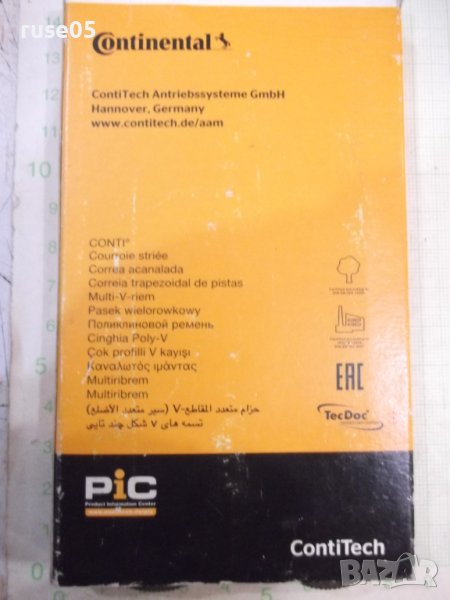 ruse05
Continental
ContiTech Antriebssysteme GmbH
Hannover, Germany
www.contitech.de/aam
CONTI®
Courroie striée
Correa acanalada
Correia trapezoidal de pistas
Multi-V-riem
Pasek wielorowkowy
Поликлиновой ремень
Cinghia Poly-V
Çok profilli V kayışı
Καναλωτός ιμάντας
Multiribrem
Multiribrem
حزام متعدد المقاطع-V (سير متعدد الأضلع)
تسمه های v شکل چند تایی
EAC
TecDoc
PiC
Product Information Center
ContiTech
BAZAR